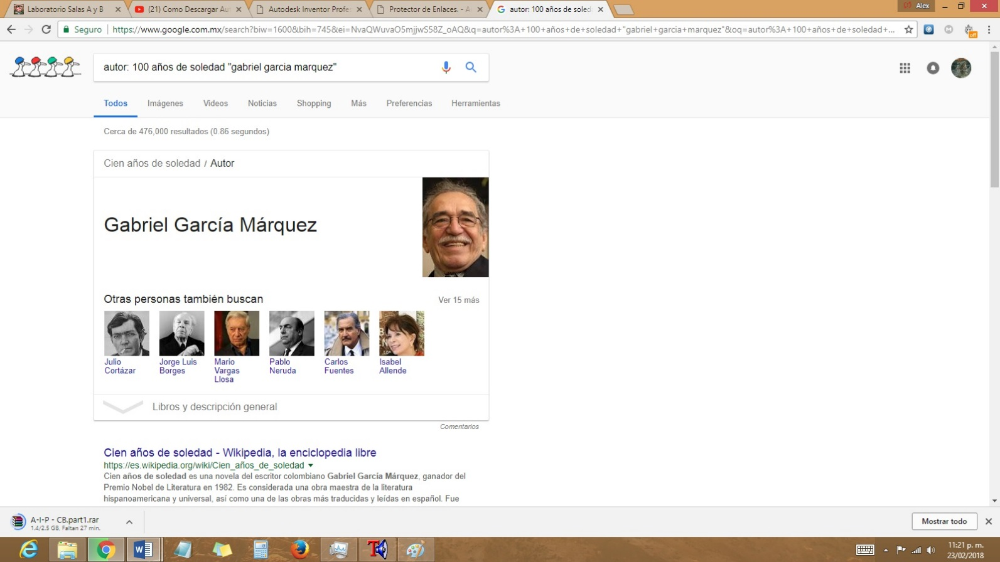 Laboratorio Salas A y B
(21) Como Descargar Au
Autodesk Inventor Profes
Protector de Enlaces. - A
autor: 100 años de soled
Alex
Seguro
https://www.google.com.mx/search?biw=1600&bih=745&ei=NvaQWuvaO5mjjwS58Z_oAQ&q=autor%3A+100+años+de+soledad+"gabriel+garcia+marquez"&oq=autor%3A+100+años+de+soledad+...
off
autor: 100 años de soledad "gabriel garcia marquez"
Todos
Imágenes
Videos
Noticias
Shopping
Más
Preferencias
Herramientas
Cerca de 476,000 resultados (0.86 segundos)
Cien años de soledad / Autor
Gabriel García Márquez
Otras personas también buscan
Ver 15 más
Julio
Cortázar
Jorge Luis
Borges
Mario
Vargas
Llosa
Pablo
Neruda
Carlos
Fuentes
Isabel
Allende
Libros y descripción general
Comentarios
Cien años de soledad - Wikipedia, la enciclopedia libre
https://es.wikipedia.org/wiki/Cien_años_de_soledad
Cien años de soledad es una novela del escritor colombiano Gabriel García Márquez, ganador del
Premio Nobel de Literatura en 1982. Es considerada una obra maestra de la literatura
hispanoamericana y universal, así como una de las obras más traducidas y leídas en español. Fue
A-I-P - CB.part1.rar
1.4/2.5 GB, Faltan 27 min.
Mostrar todo
11:21 p. m.
23/02/2018